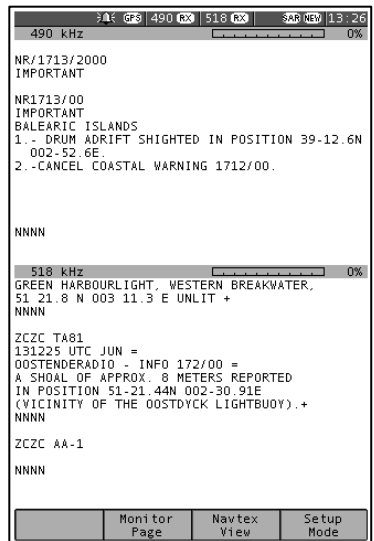 GPS 490 RX 518 RX SAR NEW 13:26
490 kHz 0%
NR/1713/2000
IMPORTANT
NR1713/00
IMPORTANT
BALEARIC ISLANDS
1.- DRUM ADRIFT SHIGHTED IN POSITION 39-12.6N
002-52.6E.
2.-CANCEL COASTAL WARNING 1712/00.
NNNN
518 kHz 0%
GREEN HARBOURLIGHT, WESTERN BREAKWATER,
51 21.8 N 003 11.3 E UNLIT +
NNNN
ZCZC TA81
131225 UTC JUN =
OOSTENDERADIO - INFO 172/00 =
A SHOAL OF APPROX. 8 METERS REPORTED
IN POSITION 51-21.44N 002-30.91E
(VICINITY OF THE OOSTDYCK LIGHTBUOY).+
NNNN
ZCZC AA-1
NNNN
Monitor Page
Navtex View
Setup Mode